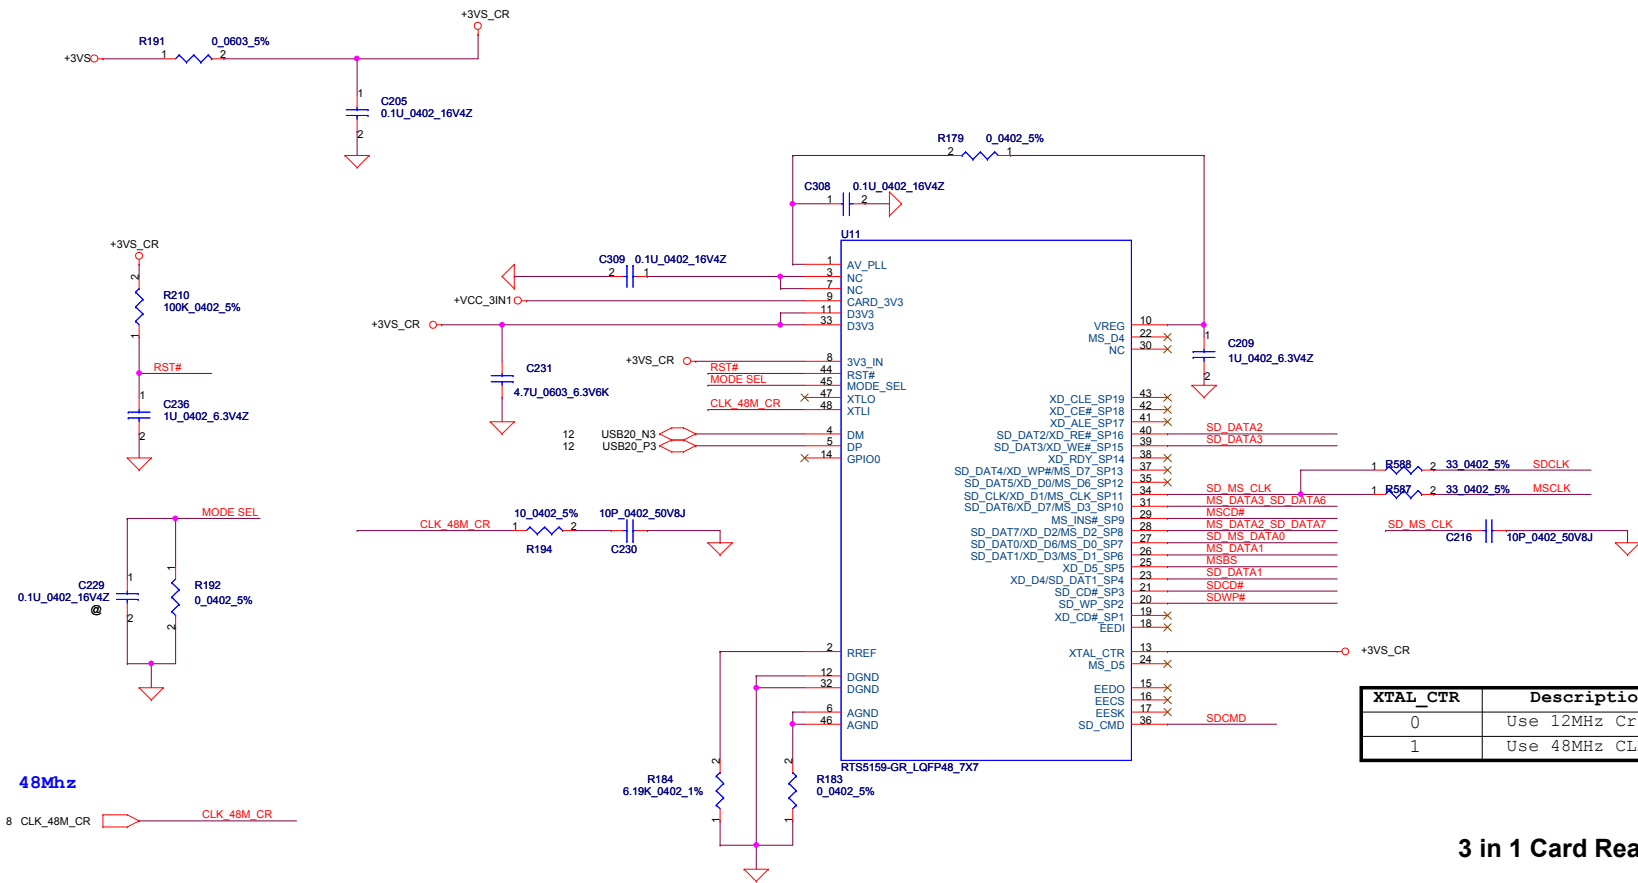 +3VS_CR
R191 0_0603_5%
+3VS 1 2
1
C205
0.1U_0402_16V4Z
2
R179 0_0402_5%
2 1
C308 0.1U_0402_16V4Z
1 2
U11
+3VS_CR
2
R210
100K_0402_5%
1
RST#
1
C236
1U_0402_6.3V4Z
2
C309 0.1U_0402_16V4Z
2 1
+VCC_3IN1
+3VS_CR
C231
4.7U_0603_6.3V6K
+3VS_CR
RST#
MODE SEL
CLK_48M_CR
12 USB20_N3
12 USB20_P3
1 AV_PLL
3 NC
7 NC
9 CARD_3V3
11 D3V3
33 D3V3
8 3V3_IN
44 RST#
45 MODE_SEL
47 XTLO
48 XTLI
4 DM
5 DP
14 GPIO0
2 RREF
12 DGND
32 DGND
6 AGND
46 AGND
VREG 10
MS_D4 22
NC 30
1
C209
1U_0402_6.3V4Z
2
XD_CLE_SP19 43
XD_CE#_SP18 42
XD_ALE_SP17 41
SD_DAT2/XD_RE#_SP16 40 SD_DATA2
SD_DAT3/XD_WE#_SP15 39 SD_DATA3
XD_RDY_SP14 38
SD_DAT4/XD_WP#/MS_D7_SP13 37
SD_DAT5/XD_D0/MS_D6_SP12 35
SD_CLK/XD_D1/MS_CLK_SP11 34 SD_MS_CLK
SD_DAT6/XD_D7/MS_D3_SP10 31 MS_DATA3_SD_DATA6
MS_INS#_SP9 29 MSCD#
SD_DAT7/XD_D2/MS_D2_SP8 28 MS_DATA2_SD_DATA7
SD_DAT0/XD_D6/MS_D0_SP7 27 SD_MS_DATA0
SD_DAT1/XD_D3/MS_D1_SP6 26 MS_DATA1
XD_D5_SP5 25 MSBS
XD_D4/SD_DAT1_SP4 23 SD_DATA1
SD_CD#_SP3 21 SDCD#
SD_WP_SP2 20 SDWP#
XD_CD#_SP1 19
EEDI 18
XTAL_CTR 13 +3VS_CR
MS_D5 24
EEDO 15
EECS 16
EESK 17
SD_CMD 36 SDCMD
1 R588 2 33_0402_5% SDCLK
1 R587 2 33_0402_5% MSCLK
SD_MS_CLK
C216 10P_0402_50V8J
MODE SEL
1
C229
0.1U_0402_16V4Z
@
2
1
R192
0_0402_5%
2
10_0402_5% 10P_0402_50V8J
CLK_48M_CR 1 2
R194 C230
2
R184
6.19K_0402_1%
1
2
R183
0_0402_5%
1
RTS5159-GR_LQFP48_7X7
XTAL_CTR Descriptio
0 Use 12MHz Cr
1 Use 48MHz CL
48Mhz
8 CLK_48M_CR CLK_48M_CR
3 in 1 Card Rea